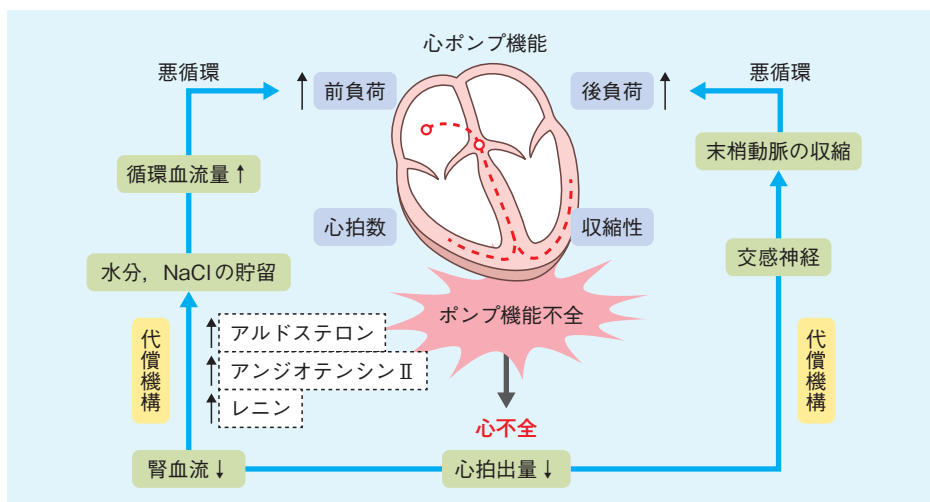 心ポンプ機能
悪循環
↑前負荷
後負荷↑
悪循環
循環血流量↑
末梢動脈の収縮
心拍数
収縮性
水分，NaClの貯留
交感神経
ポンプ機能不全
代償機構
↑アルドステロン
↑アンジオテンシンⅡ
↑レニン
代償機構
心不全
腎血流↓
心拍出量↓